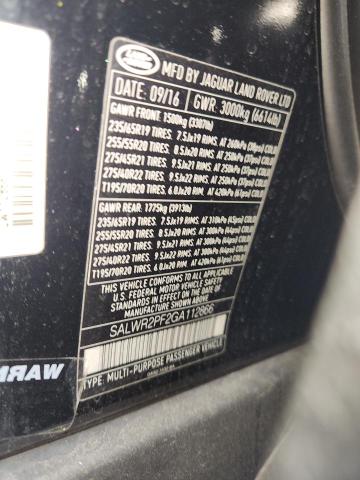 LAND ROVER
MFD BY JAGUAR LAND ROVER LTD
DATE: 09/16 GWR: 3000kg (6614lb)
GAWR FRONT: 1500kg (3307lb)
235/65R19 TIRES. 7.5Jx19 RIMS. AT 260kPa (38psi) COLD
255/55R20 TIRES. 8.5Jx20 RIMS. AT 250kPa (36psi) COLD
275/45R21 TIRES. 9.5Jx21 RIMS. AT 250kPa (36psi) COLD
275/40R22 TIRES. 9.5Jx22 RIMS. AT 250kPa (37psi) COLD
T195/70R20 TIRES. 6.0Jx20 RIM. AT 420kPa (61psi) COLD
GAWR REAR: 1775kg (3913lb)
235/65R19 TIRES. 7.5Jx19 RIMS. AT 310kPa (45psi) COLD
255/55R20 TIRES. 8.5Jx20 RIMS. AT 300kPa (44psi) COLD
275/45R21 TIRES. 9.5Jx21 RIMS. AT 300kPa (44psi) COLD
275/40R22 TIRES. 9.5Jx22 RIMS. AT 300kPa (44psi) COLD
T195/70R20 TIRES. 6.0Jx20 RIM. AT 420kPa (61psi) COLD
THIS VEHICLE CONFORMS TO ALL APPLICABLE
U.S. FEDERAL MOTOR VEHICLE SAFETY
STANDARDS IN EFFECT ON THE DATE OF
MANUFACTURE SHOWN ABOVE
SALWR2PF2GA112866
TYPE: MULTI-PURPOSE PASSENGER VEHICLE
WARN